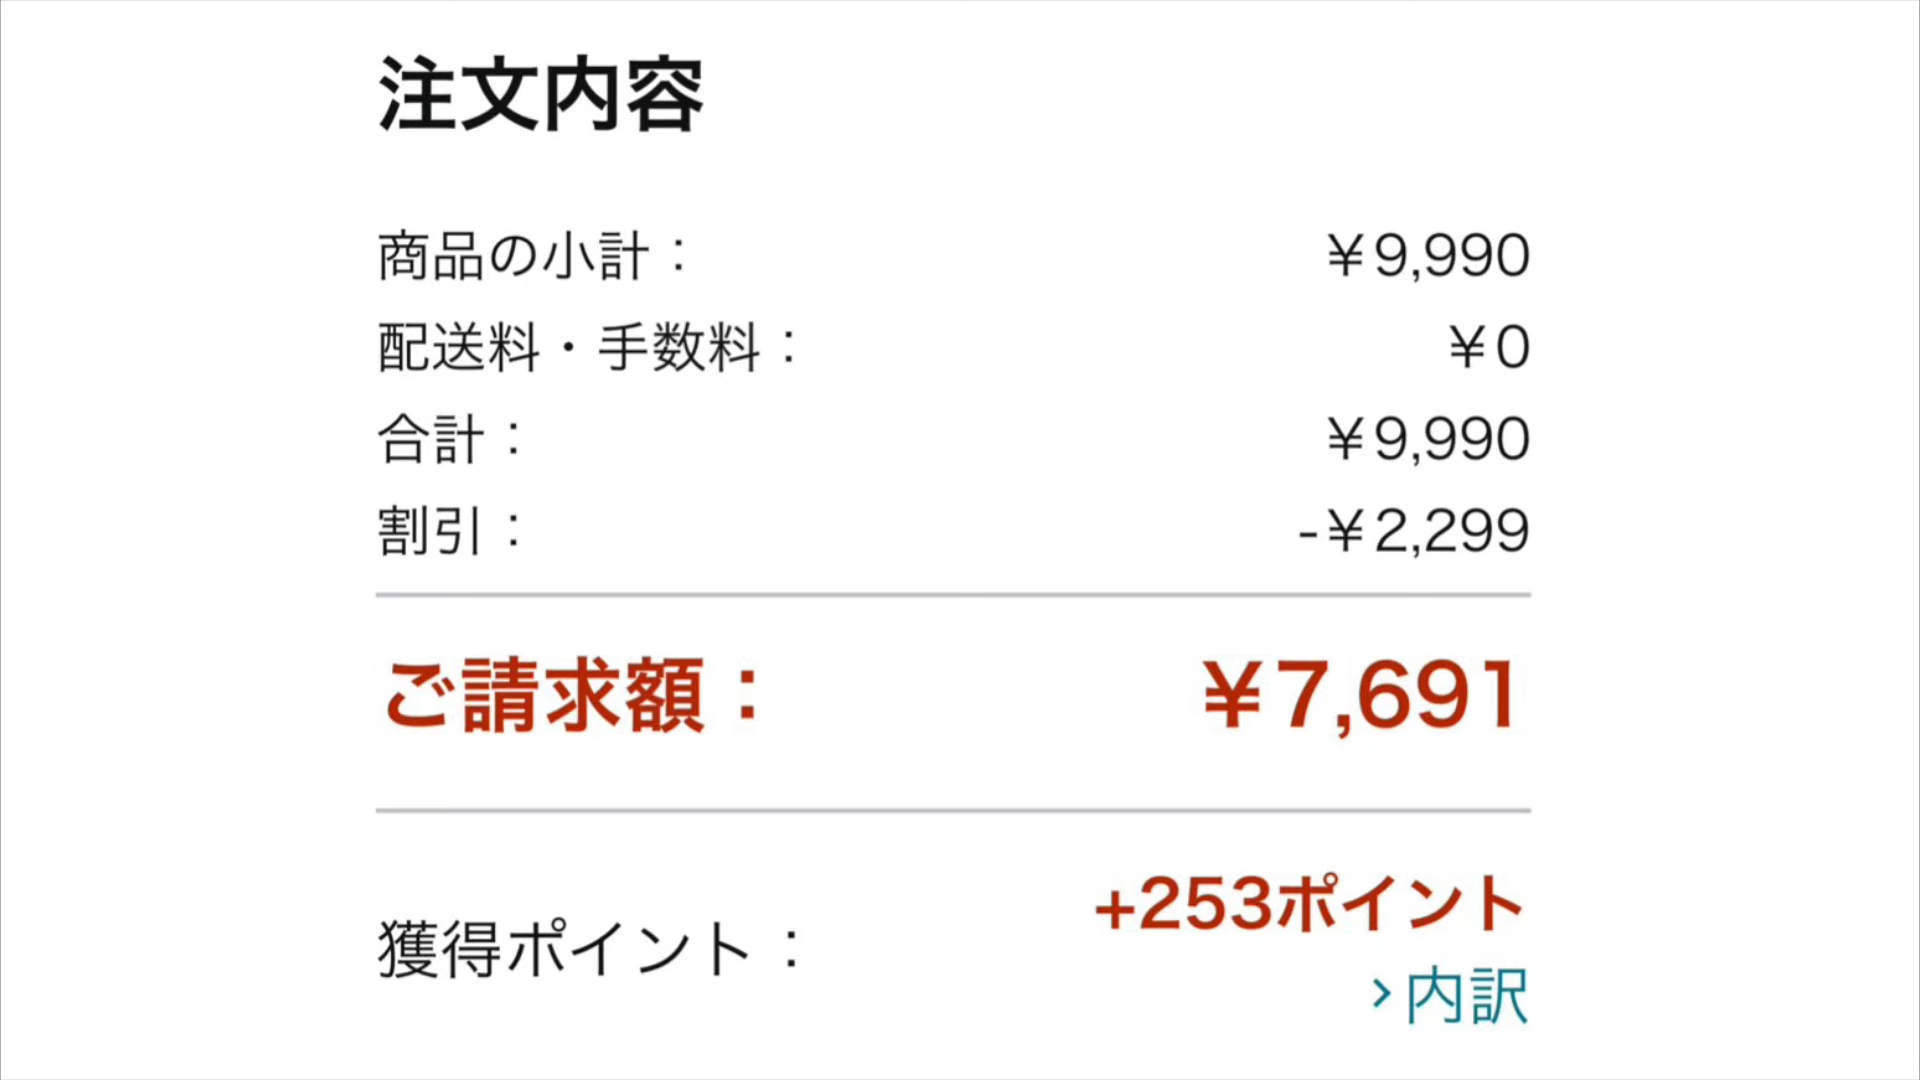 注文内容
商品の小計： ￥9,990
配送料・手数料： ￥0
合計： ￥9,990
割引： -￥2,299
ご請求額： ￥7,691
獲得ポイント： +253ポイント
›内訳